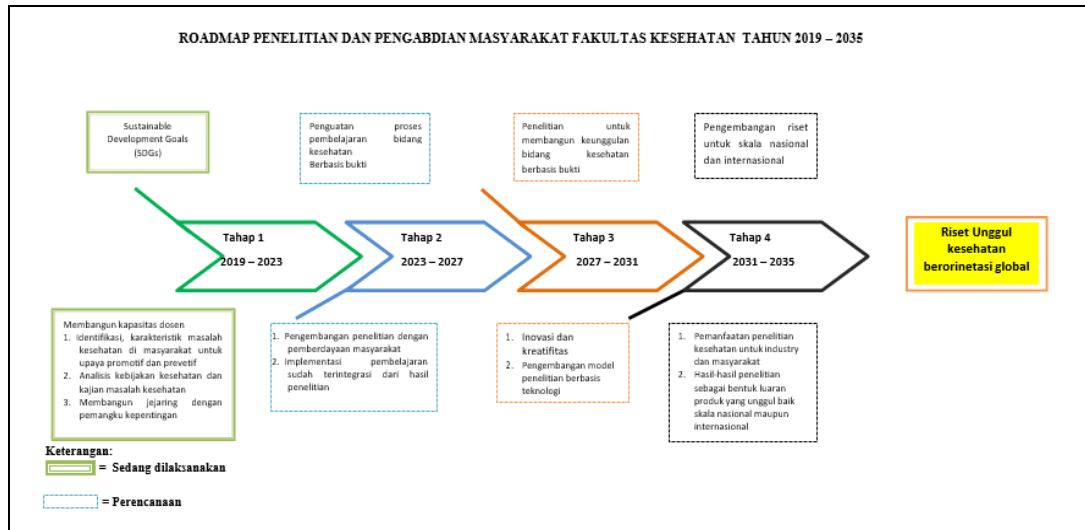 ROADMAP PENELITIAN DAN PENGABDIAN MASYARAKAT FAKULTAS KESEHATAN TAHUN 2019 – 2035
Sustainable
Development Goals
(SDGs)
Penguatan proses
pembelajaran bidang
kesehatan
Berbasis bukti
Penelitian untuk
membangun keunggulan
bidang kesehatan
berbasis bukti
Pengembangan riset
untuk skala nasional
dan internasional
Tahap 1
2019 – 2023
Tahap 2
2023 – 2027
Tahap 3
2027 – 2031
Tahap 4
2031 – 2035
Riset Unggul
kesehatan
berorinetasi global
Membangun kapasitas dosen
1. Identifikasi, karakteristik masalah
kesehatan di masyarakat untuk
upaya promotif dan prevetif
2. Analisis kebijakan kesehatan dan
kajian masalah kesehatan
3. Membangun jejaring dengan
pemangku kepentingan
1. Pengembangan penelitian dengan
pemberdayaan masyarakat
2. Implementasi pembelajaran
sudah terintegrasi dari hasil
penelitian
1. Inovasi dan
kreatifitas
2. Pengembangan model
penelitian berbasis
teknologi
1. Pemanfaatan penelitian
kesehatan untuk industry
dan masyarakat
2. Hasil-hasil penelitian
sebagai bentuk luaran
produk yang unggul baik
skala nasional maupun
internasional
Keterangan:
= Sedang dilaksanakan
= Perencanaan